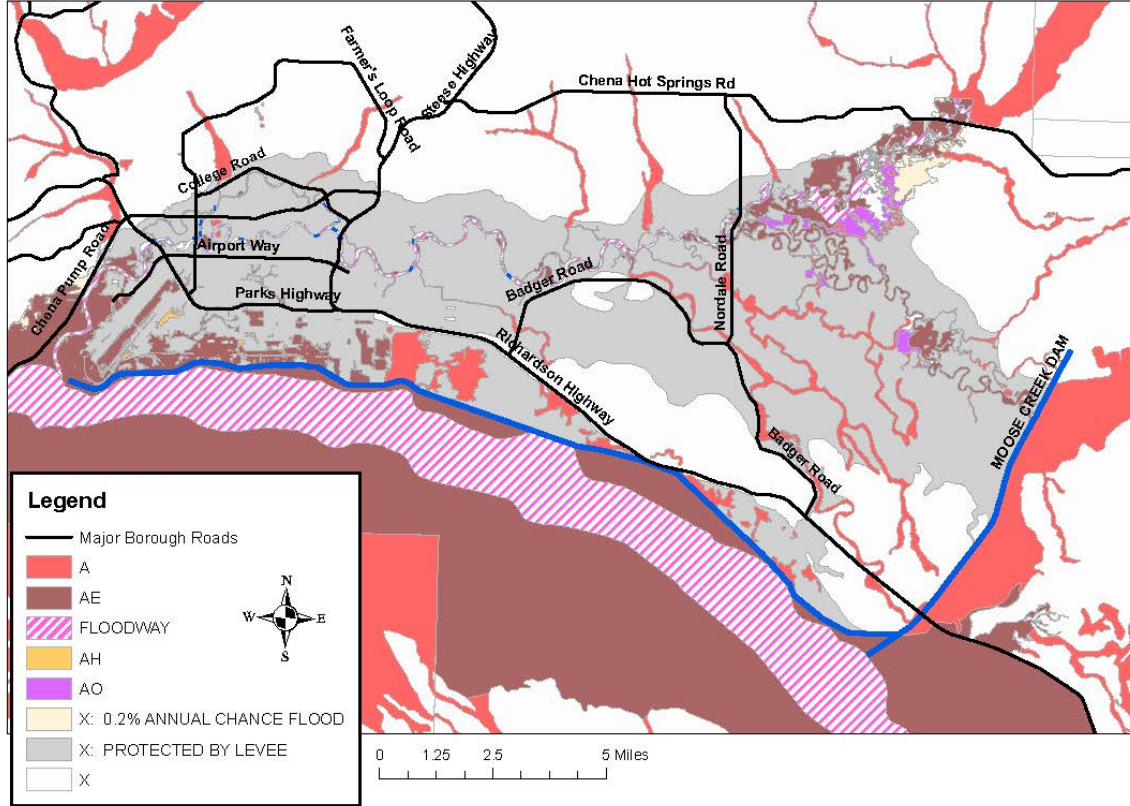 Farmer's Loop Road
Steese Highway
Chena Hot Springs Rd
College Road
Chena Pump Road
Airport Way
Parks Highway
Badger Road
Nordale Road
Richardson Highway
MOOSE CREEK DAM
Badger Road
Legend
Major Borough Roads
A
AE
FLOODWAY
AH
AO
X: 0.2% ANNUAL CHANCE FLOOD
X: PROTECTED BY LEVEE
X
N
W
E
S
0 1.25 2.5 5 Miles